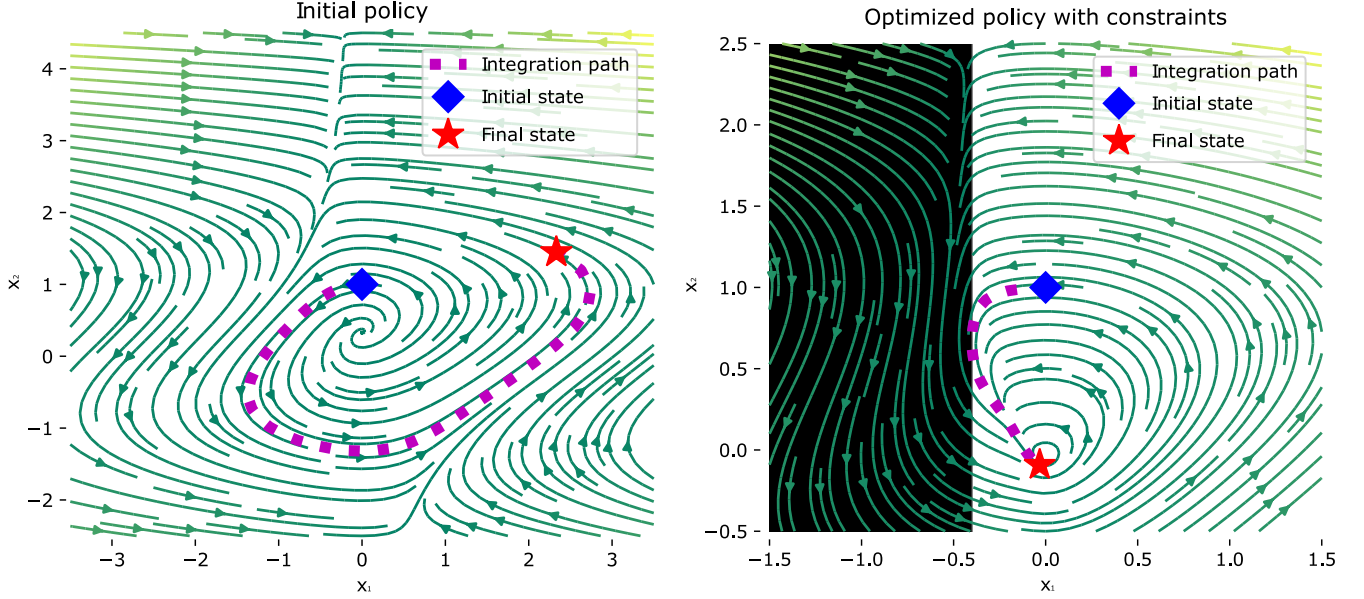 Initial policy
Integration path
Initial state
Final state
4
3
2
1
0
−1
−2
x₂
−3
−2
−1
0
1
2
3
x₁
Optimized policy with constraints
Integration path
Initial state
Final state
2.5
2.0
1.5
1.0
0.5
0.0
−0.5
x₂
−1.5
−1.0
−0.5
0.0
0.5
1.0
1.5
x₁